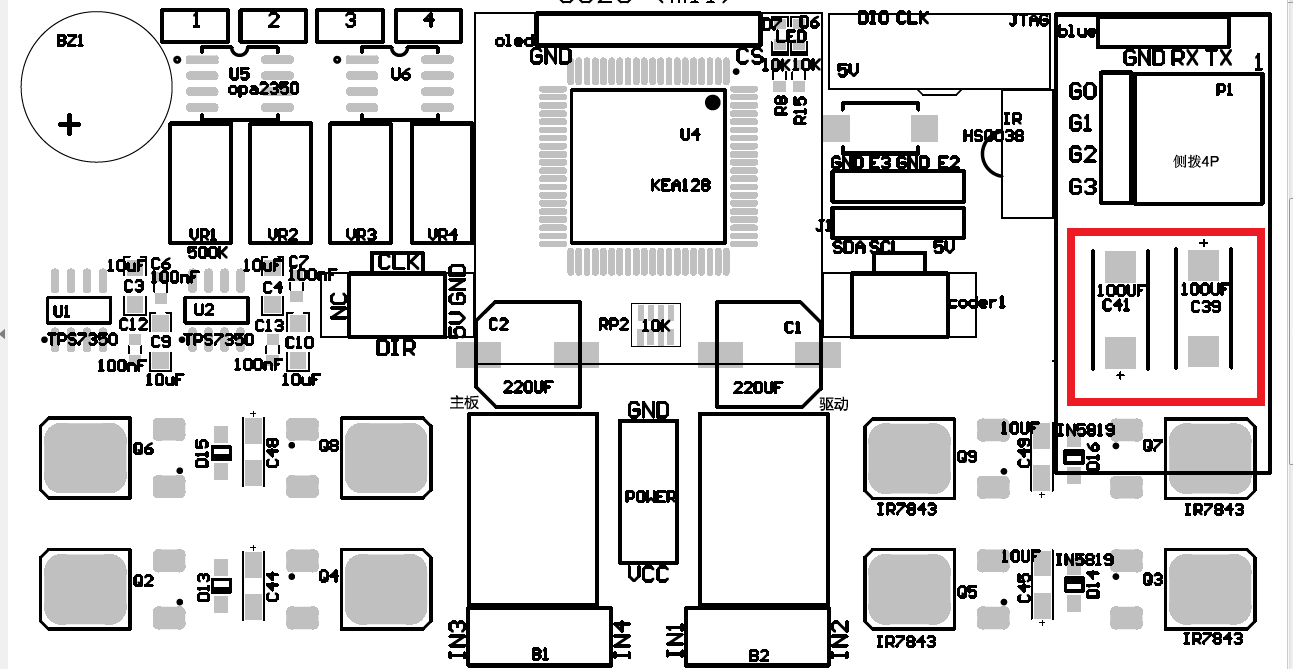 BZ1
1
2
3
4
U5
opa2350
U6
oled
GND
CS
D7
D6
LED
10K
10K
R8
R15
DIO CLK
JTAG
5V
blue
GND RX TX
1
G0
G1
G2
G3
P1
侧拨4P
IR
HS0038
U4
KEA128
GND E3 GND E2
J1
SDA SCL
5V
VR1
500K
VR2
VR3
VR4
10uF
C6
100nF
C3
10uF
C7
100nF
C4
U1
TPS7350
C12
C9
100nF
10uF
U2
TPS7350
C13
C10
100nF
10uF
CLK
NC
5V GND
DIR
C2
220UF
RP2
10K
C1
220UF
coder1
100UF
C41
100UF
C39
主板
驱动
GND
POWER
VCC
Q6
D15
C48
Q8
Q9
IR7843
10UF
C49
IN5819
D16
Q7
IR7843
Q2
D13
C44
Q4
Q5
IR7843
10UF
C45
IN5819
D14
Q3
IR7843
IN3
B1
IN4
IN1
B2
IN2